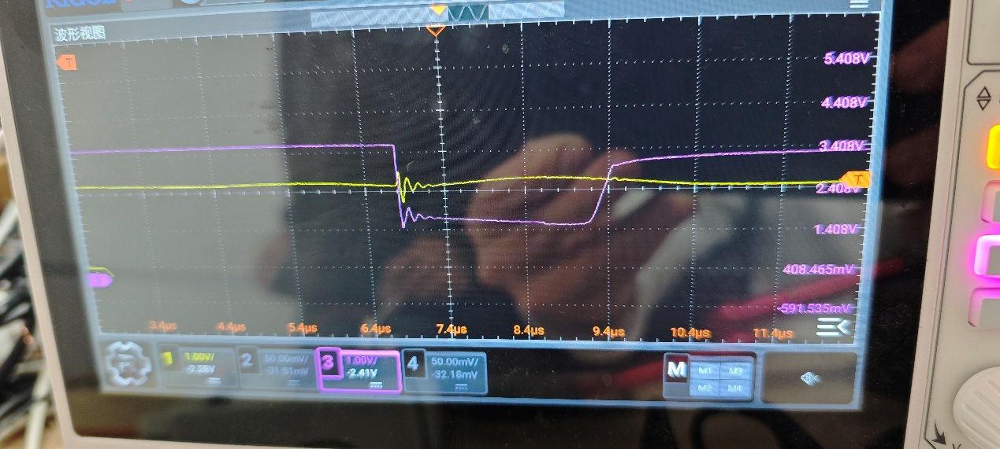 RIGOL
波形视图
T
5.408V
4.408V
3.408V
T
2.408V
1.408V
408.465mV
-591.535mV
3
3.4µs 4.4µs 5.4µs 6.4µs 7.4µs 8.4µs 9.4µs 10.4µs 11.4µs
1 1.00V/ -2.28V
2 50.00mV/ -31.51mV
3 1.00V/ -2.41V
4 50.00mV/ -32.18mV
M M1 M3
M2 M4